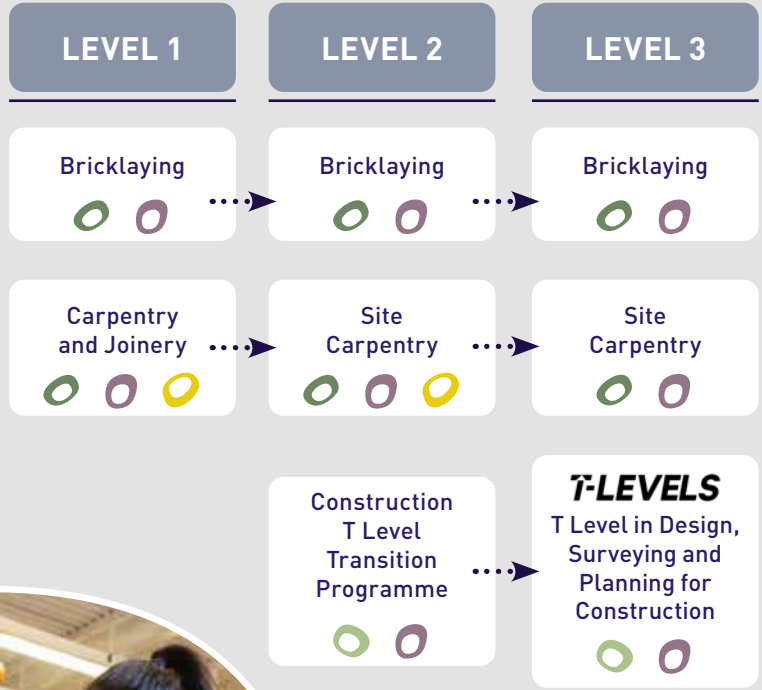 LEVEL 1
LEVEL 2
LEVEL 3
Bricklaying
Bricklaying
Bricklaying
Carpentry
and Joinery
Site
Carpentry
Site
Carpentry
Construction
T Level
Transition
Programme
T-LEVELS
T Level in Design,
Surveying and
Planning for
Construction